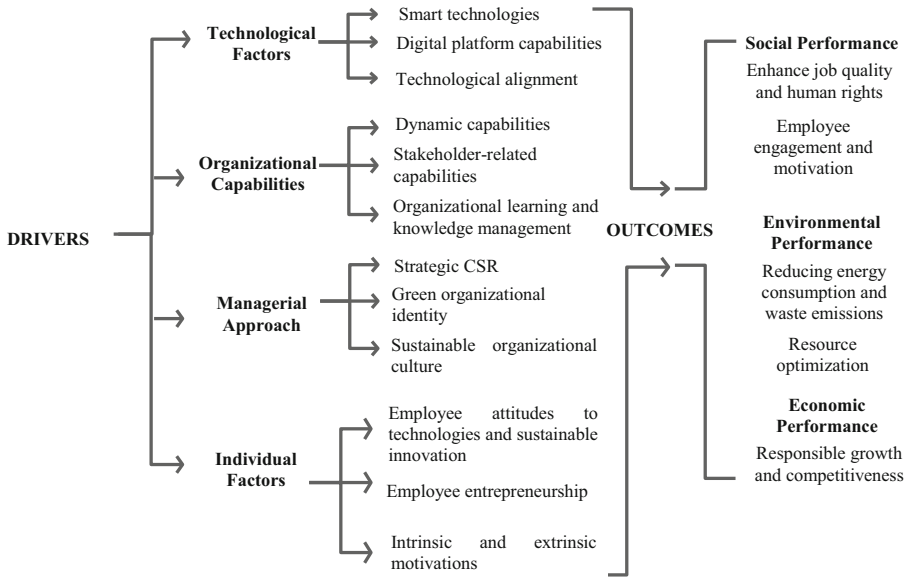 DRIVERS
Technological
Factors
Smart technologies
Digital platform capabilities
Technological alignment
Organizational
Capabilities
Dynamic capabilities
Stakeholder-related
capabilities
Organizational learning and
knowledge management
Managerial
Approach
Strategic CSR
Green organizational
identity
Sustainable organizational
culture
Individual
Factors
Employee attitudes to
technologies and sustainable
innovation
Employee entrepreneurship
Intrinsic and extrinsic
motivations
OUTCOMES
Social Performance
Enhance job quality
and human rights
Employee
engagement and
motivation
Environmental
Performance
Reducing energy
consumption and
waste emissions
Resource
optimization
Economic
Performance
Responsible growth
and competitiveness